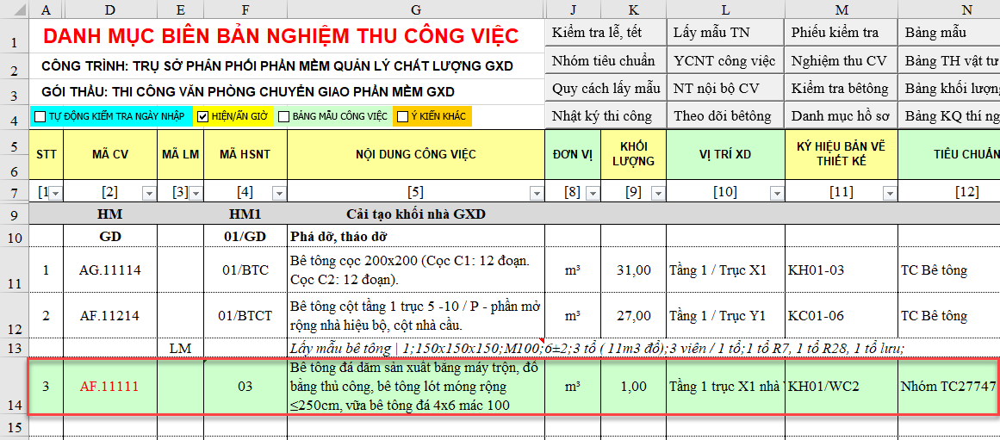 A D E F G J K L M N
1 DANH MỤC BIÊN BẢN NGHIỆM THU CÔNG VIỆC Kiểm tra lễ, tết Lấy mẫu TN Phiếu kiểm tra Bảng mẫu
2 CÔNG TRÌNH: TRỤ SỞ PHÂN PHỐI PHẦN MỀM QUẢN LÝ CHẤT LƯỢNG GXD Nhóm tiêu chuẩn YCNT công việc Nghiệm thu CV Bảng TH vật tư
3 GÓI THẦU: THI CÔNG VĂN PHÒNG CHUYỂN GIAO PHẦN MỀM GXD Quy cách lấy mẫu NT nội bộ CV Kiểm tra bêtông Bảng khối lượng
4 TỰ ĐỘNG KIỂM TRA NGÀY NHẬP HIỆN/ẨN GIỜ BẢNG MẪU CÔNG VIỆC Ý KIẾN KHÁC Nhật ký thi công Theo dõi bêtông Danh mục hồ sơ Bảng KQ thí ng
5 STT MÃ CV MÃ LM MÃ HSNT NỘI DUNG CÔNG VIỆC ĐƠN VỊ KHỐI LƯỢNG VỊ TRÍ XD KÝ HIỆU BẢN VẼ THIẾT KẾ TIÊU CHUẨN
6
7 [1 [2] [3] [4] [5] [8] [9] [10] [11] [12]
9 HM HM1 Cải tạo khối nhà GXD
10 GD 01/GD Phá dỡ, tháo dỡ
11 1 AG.11114 01/BTC Bê tông cọc 200x200 (Cọc C1: 12 đoạn. Cọc C2: 12 đoạn). m³ 31,00 Tầng 1 / Trục X1 KH01-03 TC Bê tông
12 2 AF.11214 01/BTCT Bê tông cột tầng 1 trục 5 -10 / P - phần mở rộng nhà hiệu bộ, cột nhà cầu. m³ 27,00 Tầng 1 / Trục Y1 KC01-06 TC Bê tông
13 LM Lấy mẫu bê tông | 1;150x150x150;M100;6±2;3 tổ ( 11m3 đổ);3 viên / 1 tổ;1 tổ R7, 1 tổ R28, 1 tổ lưu;
14 3 AF.11111 03 Bê tông đá dăm sản xuất bằng máy trộn, đổ bằng thủ công, bê tông lót móng rộng ≤250cm, vữa bê tông đá 4x6 mác 100 m³ 1,00 Tầng 1 trục X1 nhà KH01/WC2 Nhóm TC27747
15